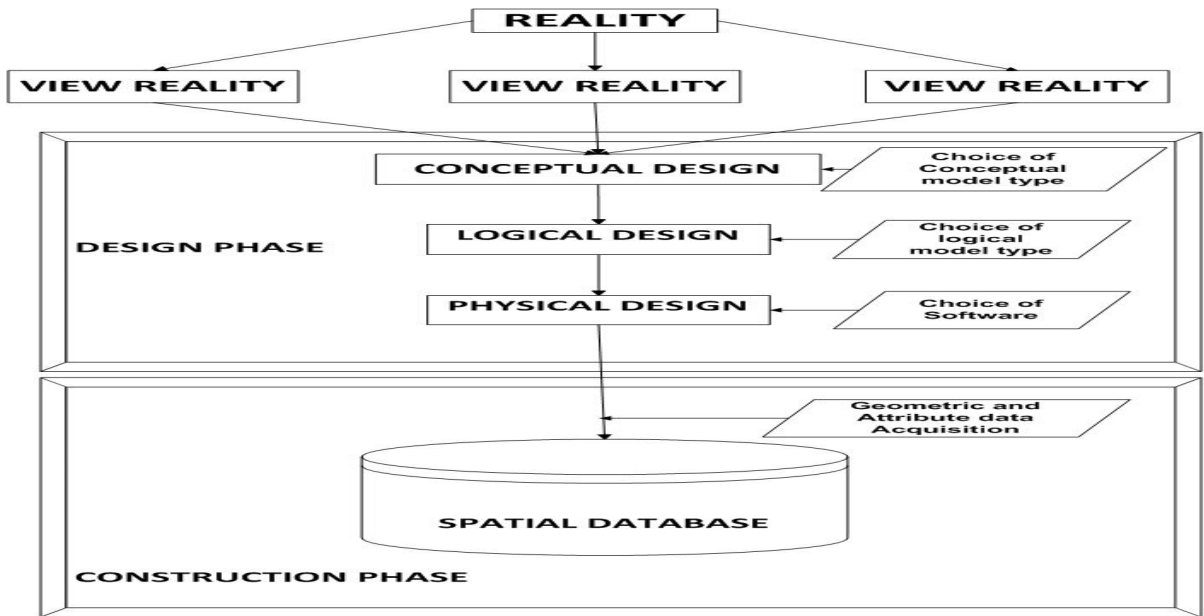 REALITY
VIEW REALITY
VIEW REALITY
VIEW REALITY
CONCEPTUAL DESIGN
Choice of
Conceptual
model type
DESIGN PHASE
LOGICAL DESIGN
Choice of
logical
model type
PHYSICAL DESIGN
Choice of
Software
Geometric and
Attribute data
Acquisition
SPATIAL DATABASE
CONSTRUCTION PHASE